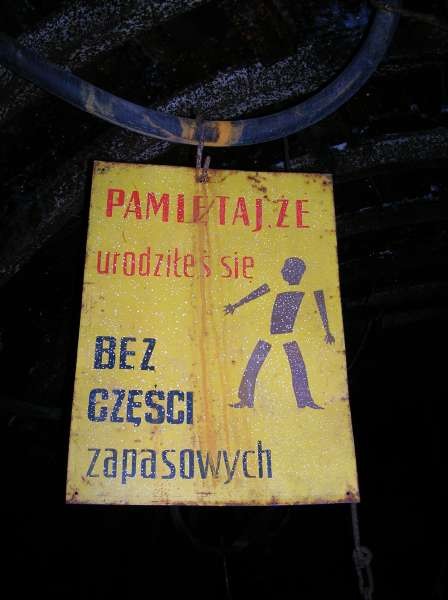 PAMIĘTAJ, ŻE
urodziłeś się
BEZ
CZĘŚCI
zapasowych